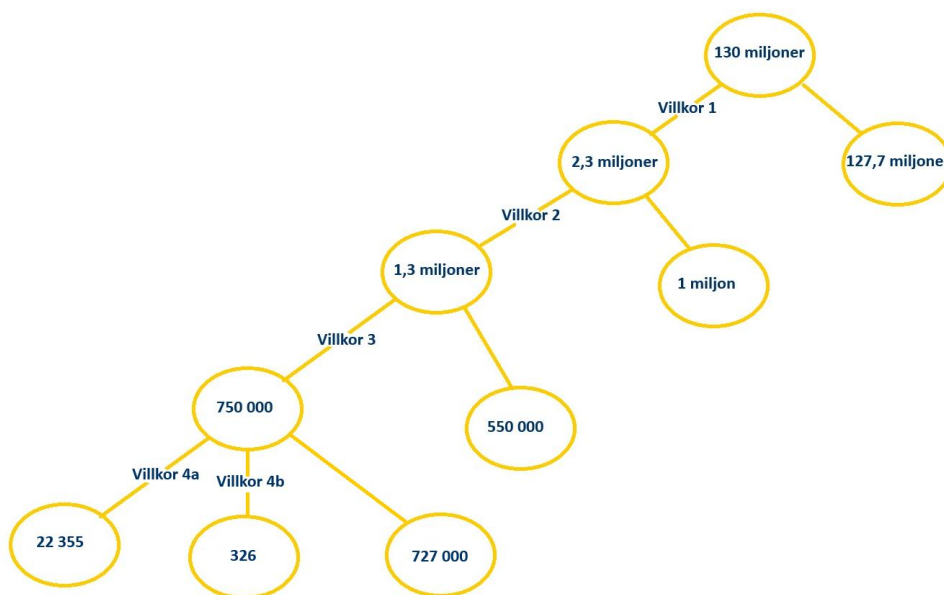 130 miljoner
Villkor 1
2,3 miljoner
127,7 miljone
Villkor 2
1,3 miljoner
1 miljon
Villkor 3
750 000
550 000
Villkor 4a
Villkor 4b
22 355
326
727 000